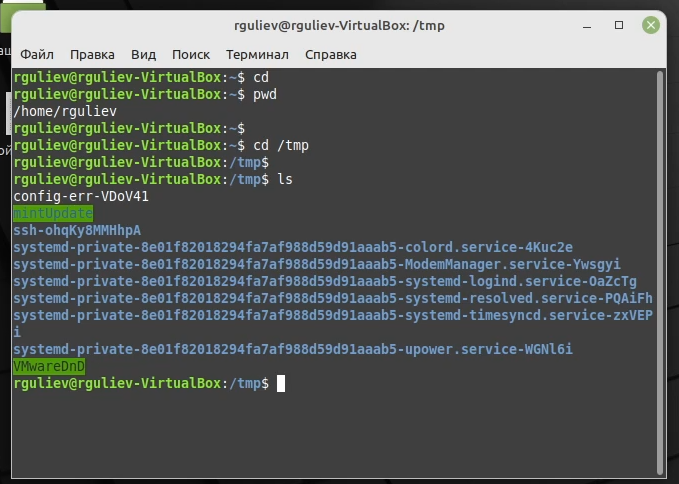 rguliev@rguliev-VirtualBox: /tmp
Файл Правка Вид Поиск Терминал Справка
rguliev@rguliev-VirtualBox:~$ cd
rguliev@rguliev-VirtualBox:~$ pwd
/home/rguliev
rguliev@rguliev-VirtualBox:~$
rguliev@rguliev-VirtualBox:~$ cd /tmp
rguliev@rguliev-VirtualBox:/tmp$
rguliev@rguliev-VirtualBox:/tmp$ ls
config-err-VDoV41
mintUpdate
ssh-ohqKy8MMHhpA
systemd-private-8e01f82018294fa7af988d59d91aaab5-colord.service-4Kuc2e
systemd-private-8e01f82018294fa7af988d59d91aaab5-ModemManager.service-Ywsgyi
systemd-private-8e01f82018294fa7af988d59d91aaab5-systemd-logind.service-OaZcTg
systemd-private-8e01f82018294fa7af988d59d91aaab5-systemd-resolved.service-PQAiFh
systemd-private-8e01f82018294fa7af988d59d91aaab5-systemd-timesyncd.service-zxVEP
i
systemd-private-8e01f82018294fa7af988d59d91aaab5-upower.service-WGNl6i
VMwareDnD
rguliev@rguliev-VirtualBox:/tmp$